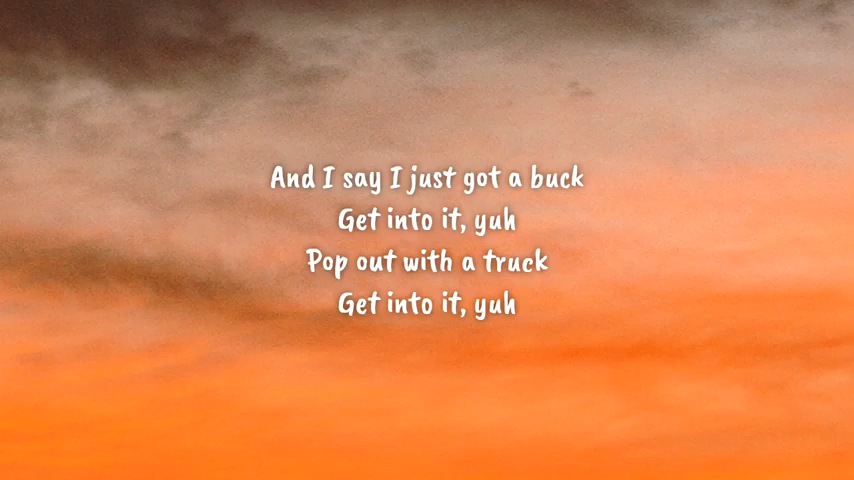 And I say I just got a buck
Get into it, yuh
Pop out with a truck
Get into it, yuh